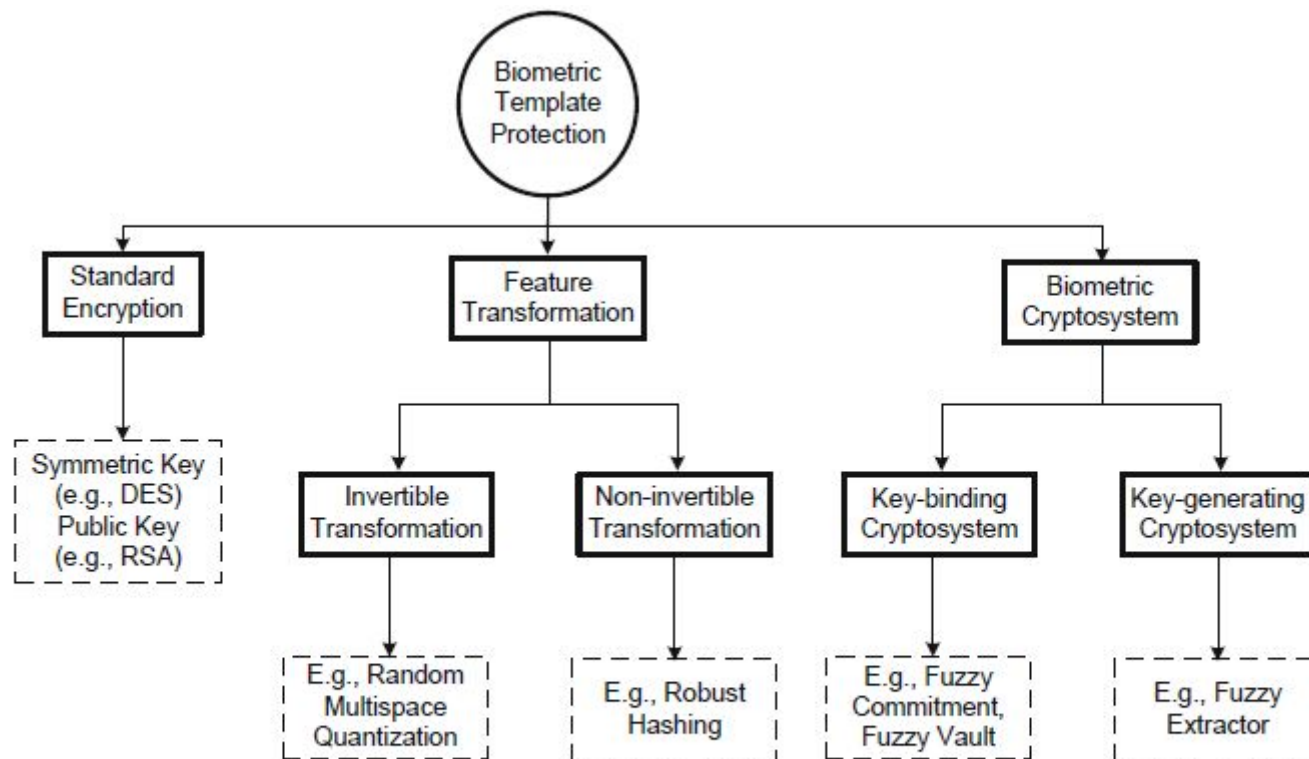 Biometric
Template
Protection
Standard
Encryption
Feature
Transformation
Biometric
Cryptosystem
Symmetric Key
(e.g., DES)
Public Key
(e.g., RSA)
Invertible
Transformation
Non-invertible
Transformation
Key-binding
Cryptosystem
Key-generating
Cryptosystem
E.g., Random
Multispace
Quantization
E.g., Robust
Hashing
E.g., Fuzzy
Commitment,
Fuzzy Vault
E.g., Fuzzy
Extractor